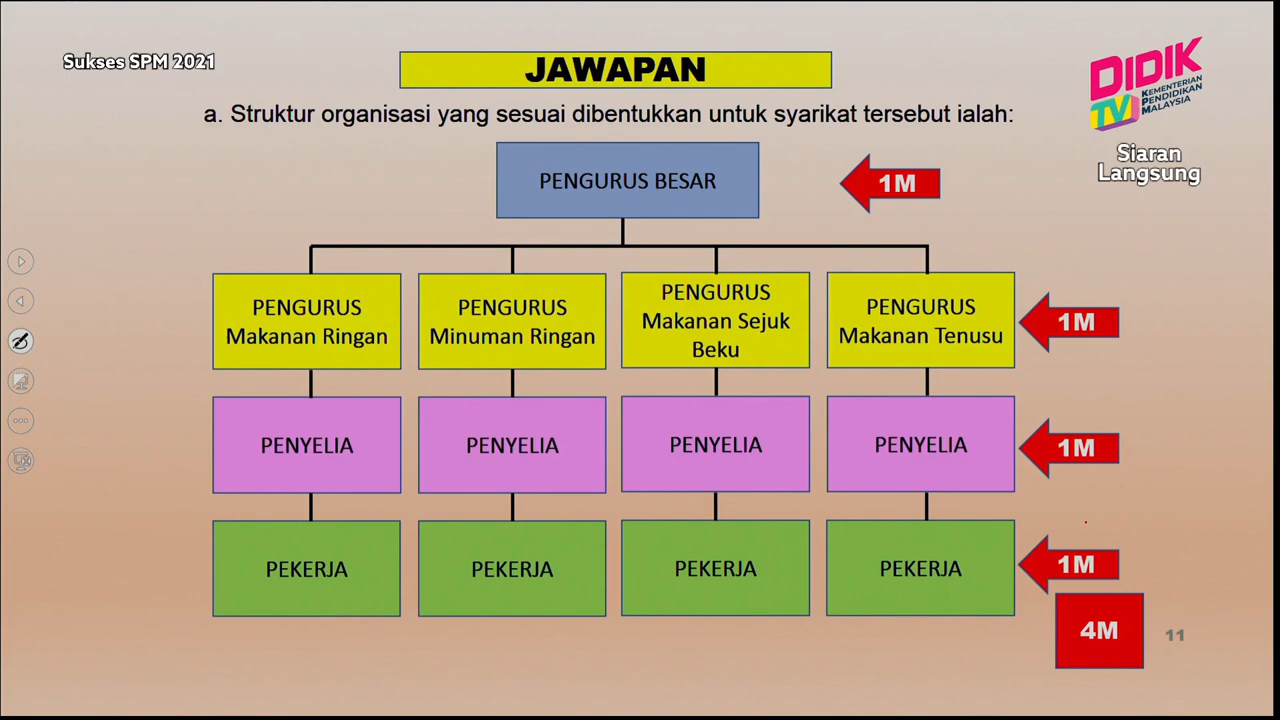 Sukses SPM 2021
JAWAPAN
DIDIK
TV
KEMENTERIAN
PENDIDIKAN
MALAYSIA
a. Struktur organisasi yang sesuai dibentukkan untuk syarikat tersebut ialah:
Siaran
Langsung
PENGURUS BESAR
1M
PENGURUS
Makanan Ringan
PENGURUS
Minuman Ringan
PENGURUS
Makanan Sejuk
Beku
PENGURUS
Makanan Tenusu
1M
PENYELIA
PENYELIA
PENYELIA
PENYELIA
1M
PEKERJA
PEKERJA
PEKERJA
PEKERJA
1M
4M
11